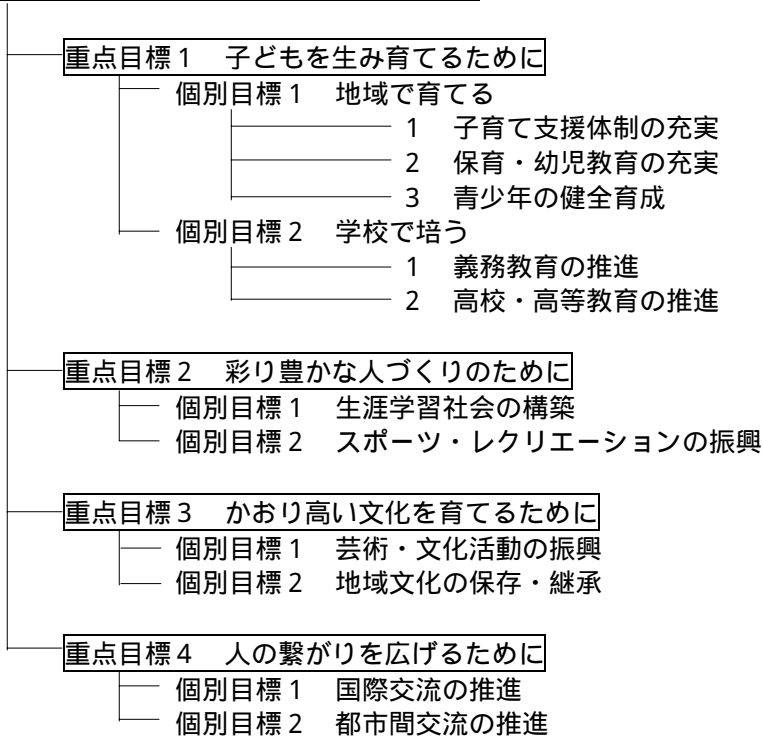 重点目標1　子どもを生み育てるために
個別目標1　地域で育てる
1　子育て支援体制の充実
2　保育・幼児教育の充実
3　青少年の健全育成
個別目標2　学校で培う
1　義務教育の推進
2　高校・高等教育の推進
重点目標2　彩り豊かな人づくりのために
個別目標1　生涯学習社会の構築
個別目標2　スポーツ・レクリエーションの振興
重点目標3　かおり高い文化を育てるために
個別目標1　芸術・文化活動の振興
個別目標2　地域文化の保存・継承
重点目標4　人の繋がりを広げるために
個別目標1　国際交流の推進
個別目標2　都市間交流の推進